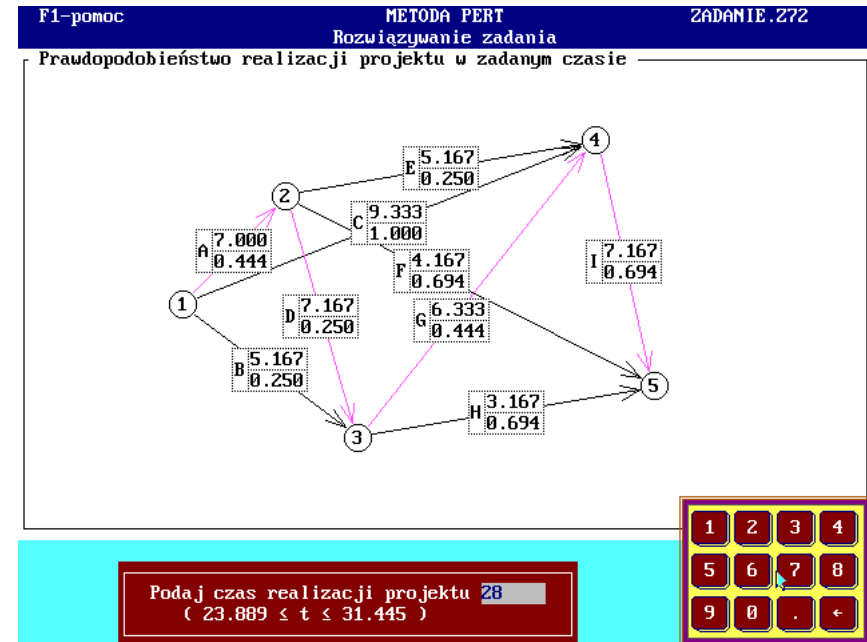 F1-pomoc METODA PERT ZADANIE.Z72
Rozwiązywanie zadania
Prawdopodobieństwo realizacji projektu w zadanym czasie
4
E 5.167
0.250
2
C 9.333
1.000
A 7.000
0.444
F 4.167
0.694
I 7.167
0.694
1
D 7.167
0.250
G 6.333
0.444
B 5.167
0.250
5
H 3.167
0.694
3
1 2 3 4
5 6 7 8
9 0 . ←
Podaj czas realizacji projektu 28
( 23.889 ≤ t ≤ 31.445 )